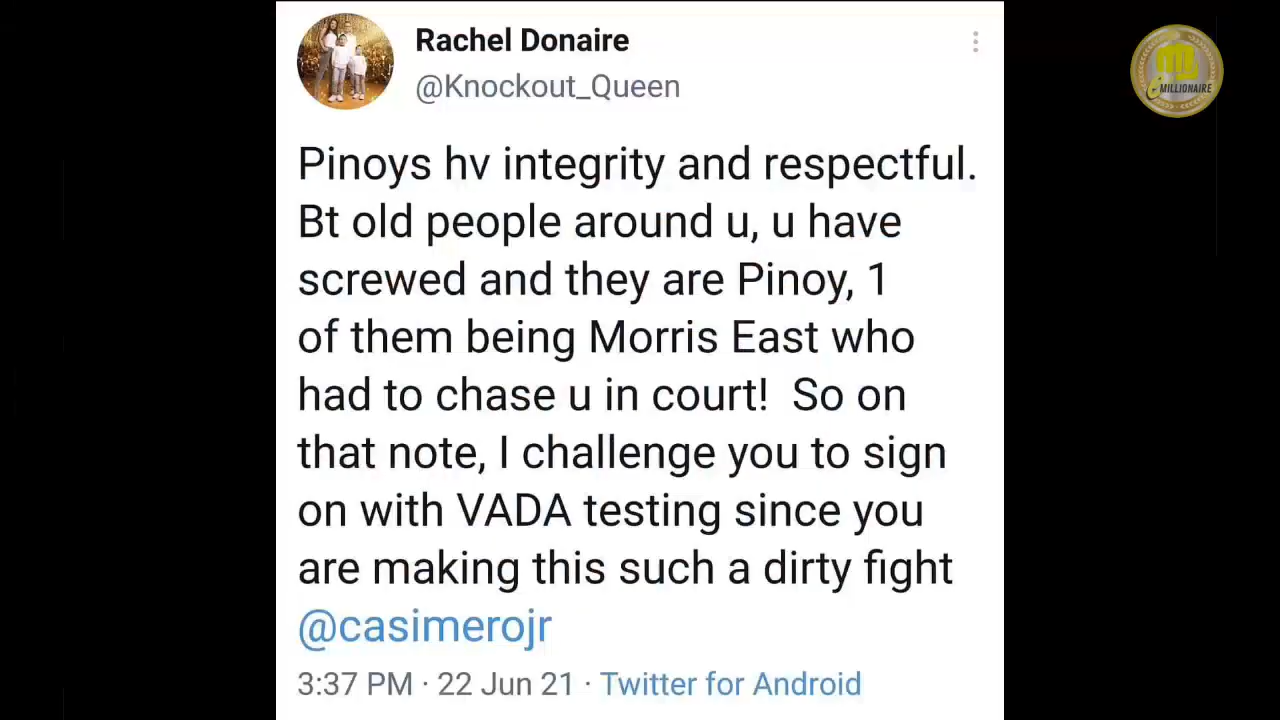 Rachel Donaire
@Knockout_Queen
MILLIONAIRE
Pinoys hv integrity and respectful.
Bt old people around u, u have
screwed and they are Pinoy, 1
of them being Morris East who
had to chase u in court!  So on
that note, I challenge you to sign
on with VADA testing since you
are making this such a dirty fight
@casimerojr
3:37 PM · 22 Jun 21 · Twitter for Android